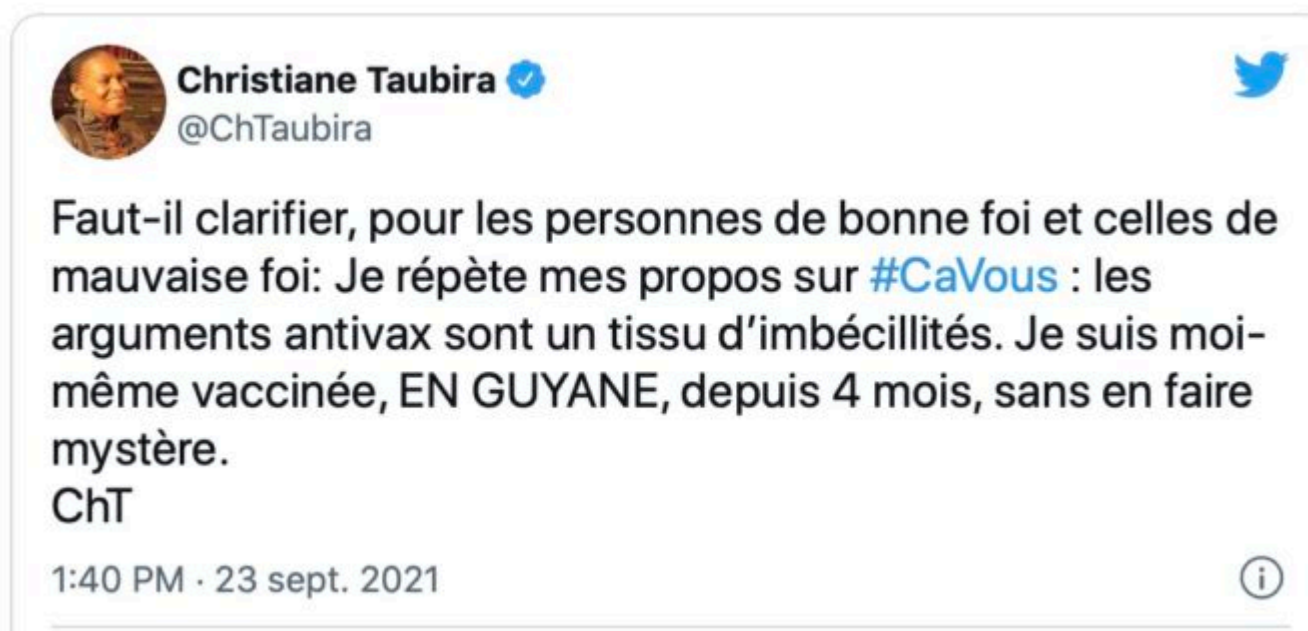 Christiane Taubira
@ChTaubira
Faut-il clarifier, pour les personnes de bonne foi et celles de
mauvaise foi: Je répète mes propos sur #CaVous : les
arguments antivax sont un tissu d’imbécillités. Je suis moi-
même vaccinée, EN GUYANE, depuis 4 mois, sans en faire
mystère.
ChT
1:40 PM · 23 sept. 2021